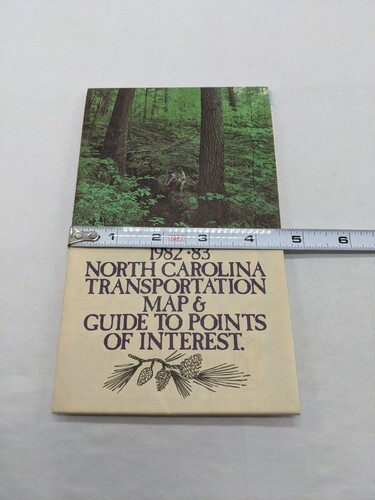 1 2 3 4 5 6
1982·83
NORTH CAROLINA
TRANSPORTATION
MAP &
GUIDE TO POINTS
OF INTEREST.